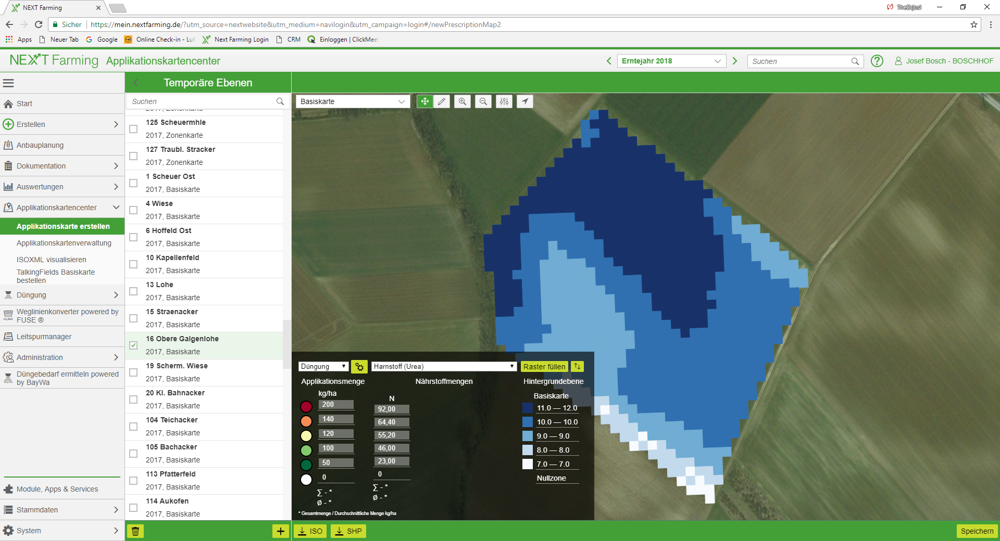 NEXT Farming
TheDrjosi
Sicher
https://mein.nextfarming.de/?utm_source=nextwebsite&utm_medium=navilogin&utm_campaign=login#/newPrescriptionMap2
Apps
Neuer Tab
Google
Online Check-in - Luf
Next Farming Login
CRM
Einloggen | ClickMee
NEXT Farming
Applikationskartencenter
Erntejahr 2018
Suchen
Josef Bosch - BOSCHHOF
Start
Erstellen
Anbauplanung
Dokumentation
Auswertungen
Applikationskartencenter
Applikationskarte erstellen
Applikationskartenverwaltung
ISOXML visualisieren
TalkingFields Basiskarte
bestellen
Düngung
Weglinienkonverter powered by
FUSE ®
Leitspurmanager
Administration
Düngebedarf ermitteln powered
by BayWa
Module, Apps & Services
Stammdaten
System
Temporäre Ebenen
Suchen
2017, Zonenkarte
125 Scheuermhle
2017, Zonenkarte
127 Traubl. Stracker
2017, Zonenkarte
1 Scheuer Ost
2017, Basiskarte
4 Wiese
2017, Basiskarte
6 Hoffeld Ost
2017, Basiskarte
10 Kapellenfeld
2017, Basiskarte
13 Lohe
2017, Basiskarte
15 Straenacker
2017, Basiskarte
16 Obere Galgenlohe
2017, Basiskarte
19 Scherm. Wiese
2017, Basiskarte
20 Kl. Bahnacker
2017, Basiskarte
104 Teichacker
2017, Basiskarte
105 Bachacker
2017, Basiskarte
113 Pfatterfeld
2017, Basiskarte
114 Aukofen
2017, Basiskarte
Basiskarte
Düngung
Harnstoff (Urea)
Raster füllen
Applikationsmenge
Nährstoffmengen
Hintergrundebene
kg/ha
N
Basiskarte
200
92,00
11.0 — 12.0
140
64,40
10.0 — 10.0
120
55,20
9.0 — 9.0
100
46,00
8.0 — 8.0
50
23,00
7.0 — 7.0
0
0
Nullzone
∑ - *
∑ - *
Ø - *
Ø - *
* Gesamtmenge / Durchschnittliche Menge kg/ha
ISO
SHP
Speichern